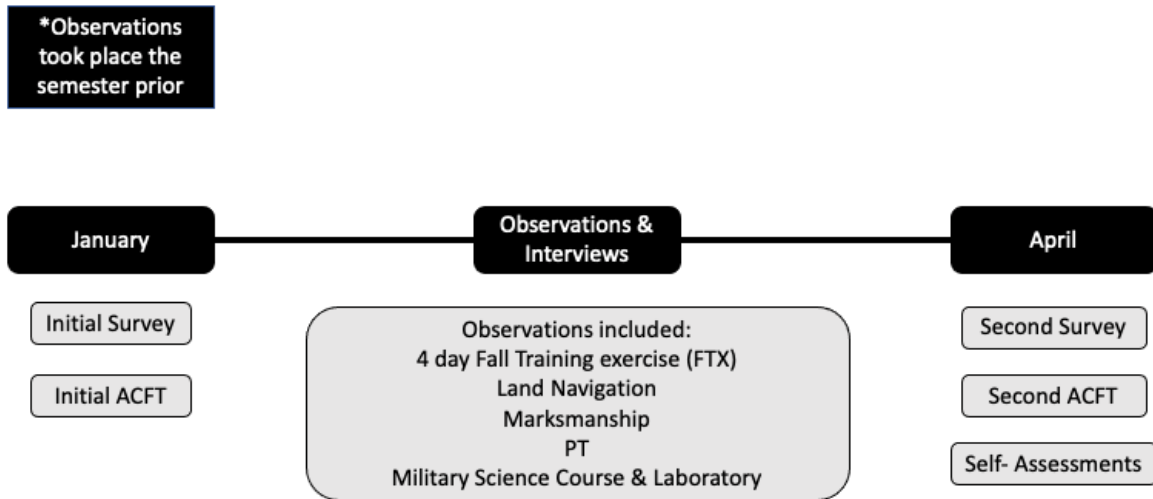 *Observations
took place the
semester prior
January
Observations &
Interviews
April
Initial Survey
Initial ACFT
Observations included:
4 day Fall Training exercise (FTX)
Land Navigation
Marksmanship
PT
Military Science Course & Laboratory
Second Survey
Second ACFT
Self- Assessments